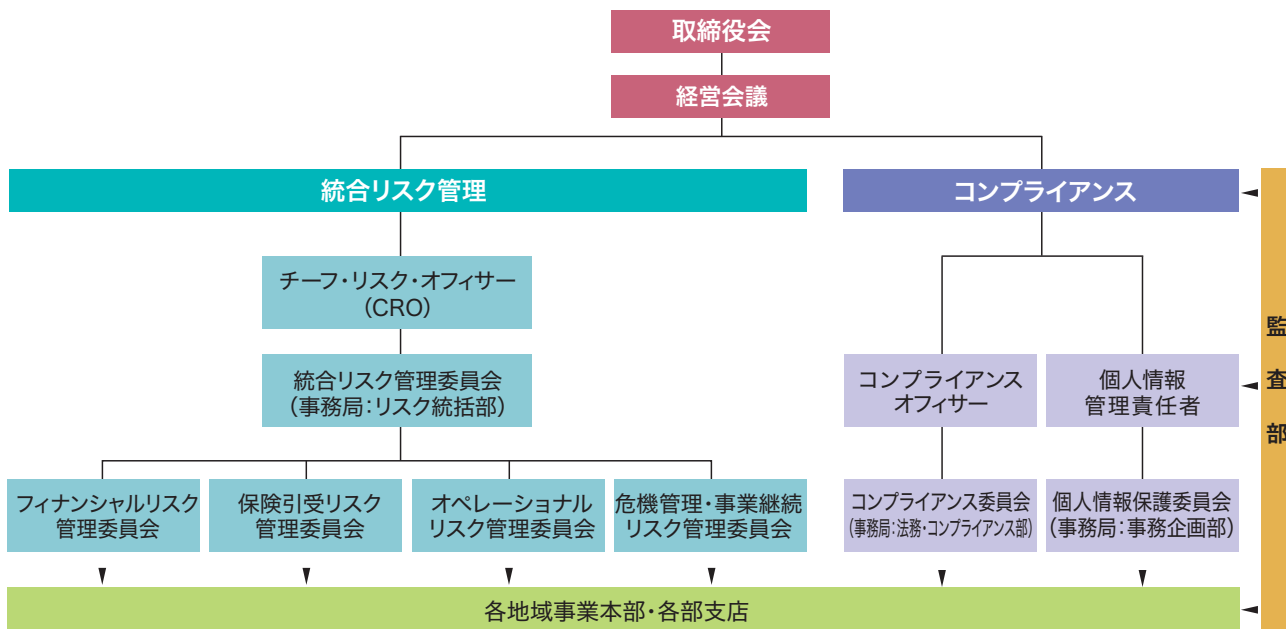 取締役会
経営会議
統合リスク管理
コンプライアンス
チーフ・リスク・オフィサー
(CRO)
統合リスク管理委員会
(事務局:リスク統括部)
コンプライアンス
オフィサー
個人情報
管理責任者
フィナンシャルリスク
管理委員会
保険引受リスク
管理委員会
オペレーショナル
リスク管理委員会
危機管理・事業継続
リスク管理委員会
コンプライアンス委員会
(事務局:法務・コンプライアンス部)
個人情報保護委員会
(事務局:事務企画部)
各地域事業本部・各部支店
監査部